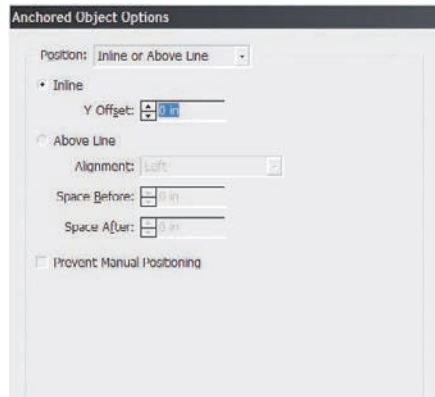 Anchored Object Options
Position: Inline or Above Line
Inline
Y Offset: 0 in
Above Line
Alignment: Left
Space Before: 0 in
Space After: 0 in
Prevent Manual Positioning